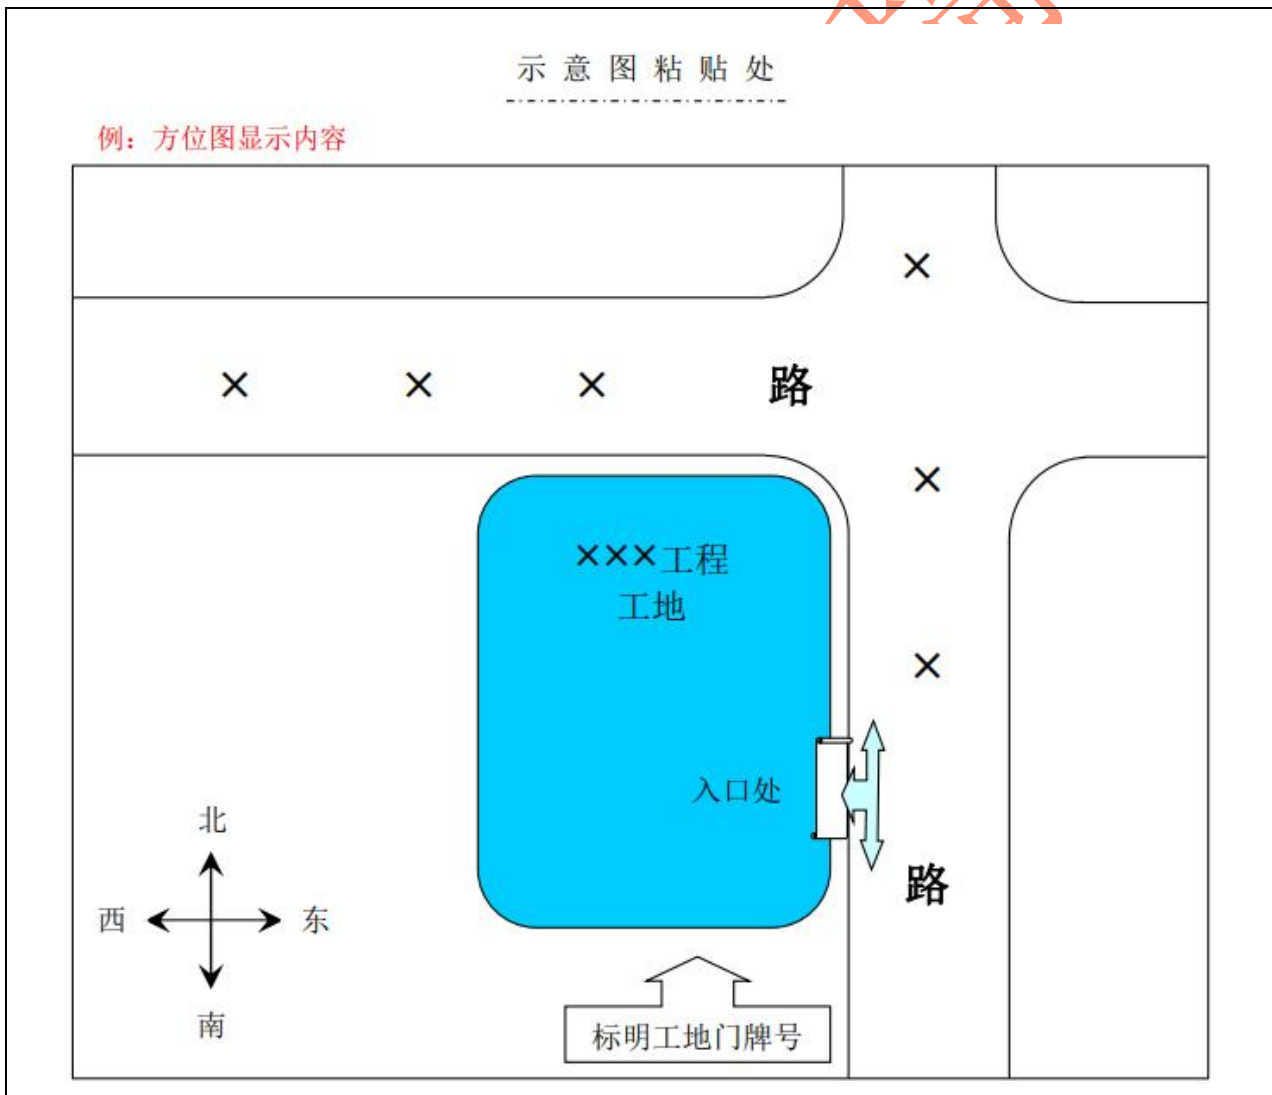 示意图粘贴处
例：方位图显示内容
×
× × × 路
×
×××工程
工地
×
入口处
路
北
西 东
南
标明工地门牌号